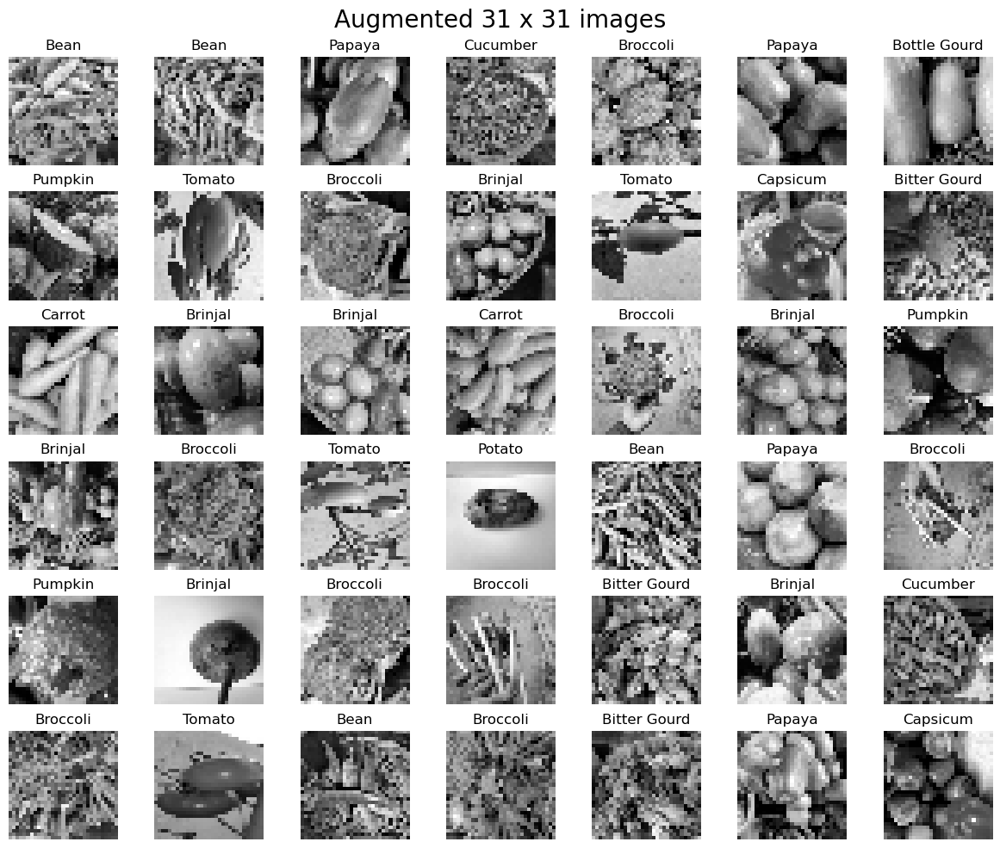 Augmented 31 x 31 images
Bean Bean Papaya Cucumber Broccoli Papaya Bottle Gourd
Pumpkin Tomato Broccoli Brinjal Tomato Capsicum Bitter Gourd
Carrot Brinjal Brinjal Carrot Broccoli Brinjal Pumpkin
Brinjal Broccoli Tomato Potato Bean Papaya Broccoli
Pumpkin Brinjal Broccoli Broccoli Bitter Gourd Brinjal Cucumber
Broccoli Tomato Bean Broccoli Bitter Gourd Papaya Capsicum